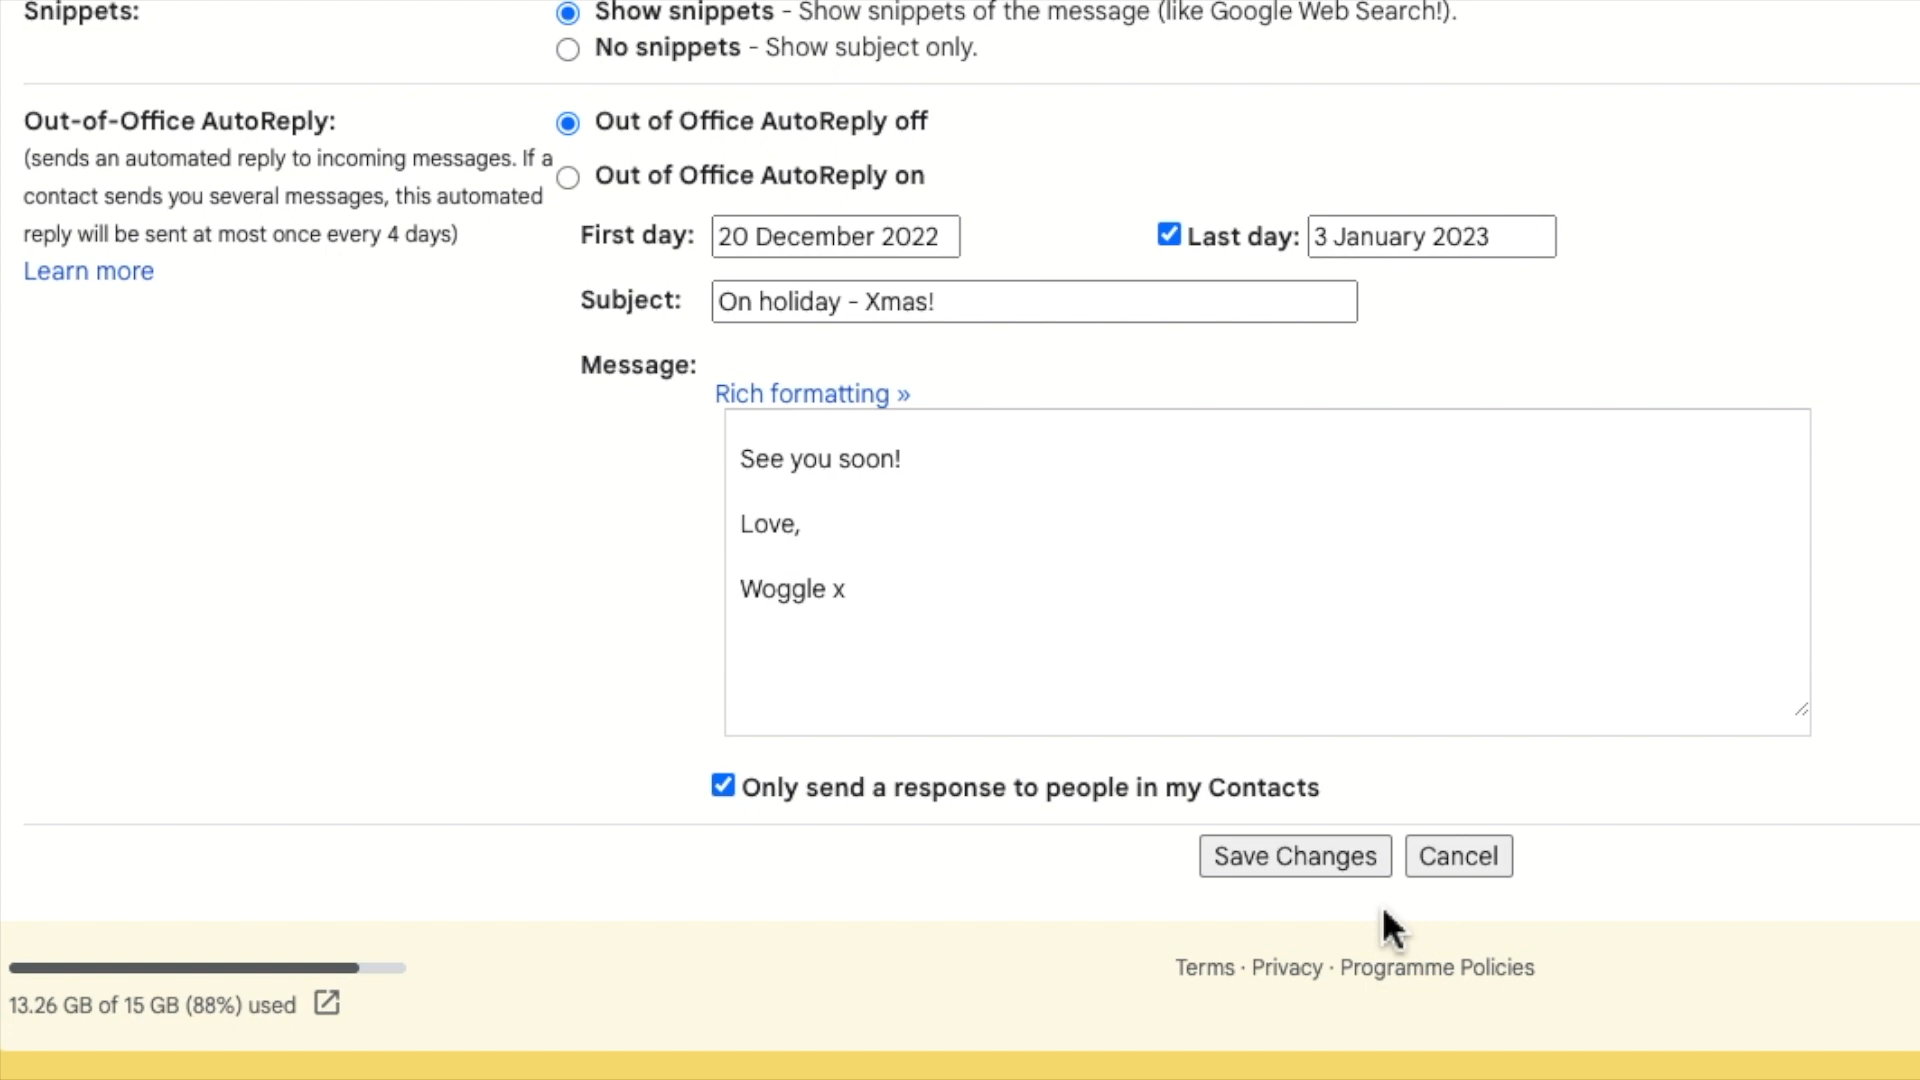 Snippets:
Show snippets - Show snippets of the message (like Google Web Search!).
No snippets - Show subject only.
Out-of-Office AutoReply:
(sends an automated reply to incoming messages. If a
contact sends you several messages, this automated
reply will be sent at most once every 4 days)
Learn more
Out of Office AutoReply off
Out of Office AutoReply on
First day: 20 December 2022 Last day: 3 January 2023
Subject: On holiday - Xmas!
Message:
Rich formatting »
See you soon!
Love,
Woggle x
Only send a response to people in my Contacts
Save Changes Cancel
Terms · Privacy · Programme Policies
13.26 GB of 15 GB (88%) used